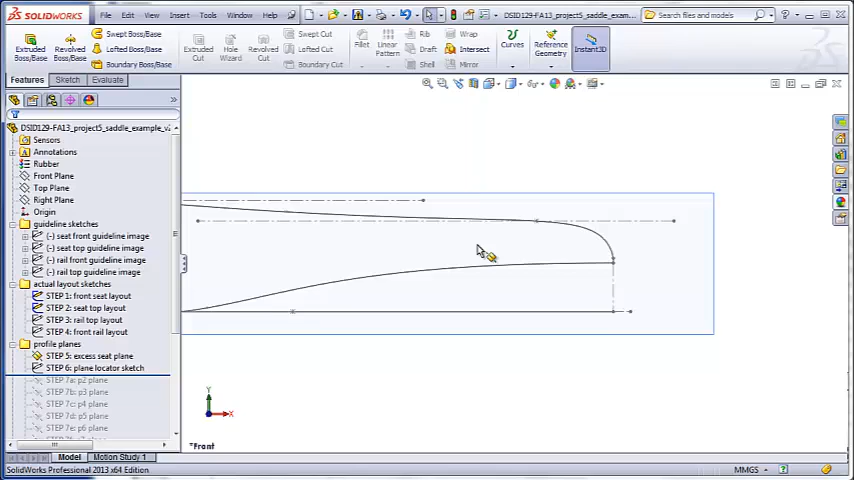 SOLIDWORKS File Edit View Insert Tools Window Help DSID129-FA13_project5_saddle_exam... Search files and models
Extruded Boss/Base
Revolved Boss/Base
Swept Boss/Base
Lofted Boss/Base
Boundary Boss/Base
Extruded Cut
Hole Wizard
Revolved Cut
Swept Cut
Lofted Cut
Boundary Cut
Fillet
Linear Pattern
Rib
Draft
Shell
Wrap
Intersect
Mirror
Curves
Reference Geometry
Instant3D
Features Sketch Evaluate
DSID129-FA13_project5_saddle_example_v2
Sensors
Annotations
Rubber
Front Plane
Top Plane
Right Plane
Origin
guideline sketches
(-) seat front guideline image
(-) seat top guideline image
(-) rail front guideline image
(-) rail top guideline image
actual layout sketches
STEP 1: front seat layout
STEP 2: seat top layout
STEP 3: rail top layout
STEP 4: front rail layout
profile planes
STEP 5: excess seat plane
STEP 6: plane locator sketch
STEP 7a: p2 plane
STEP 7b: p3 plane
STEP 7c: p4 plane
STEP 7d: p5 plane
STEP 7e: p6 plane
Y
X
*Front
Model Motion Study 1
SolidWorks Professional 2013 x64 Edition MMGS